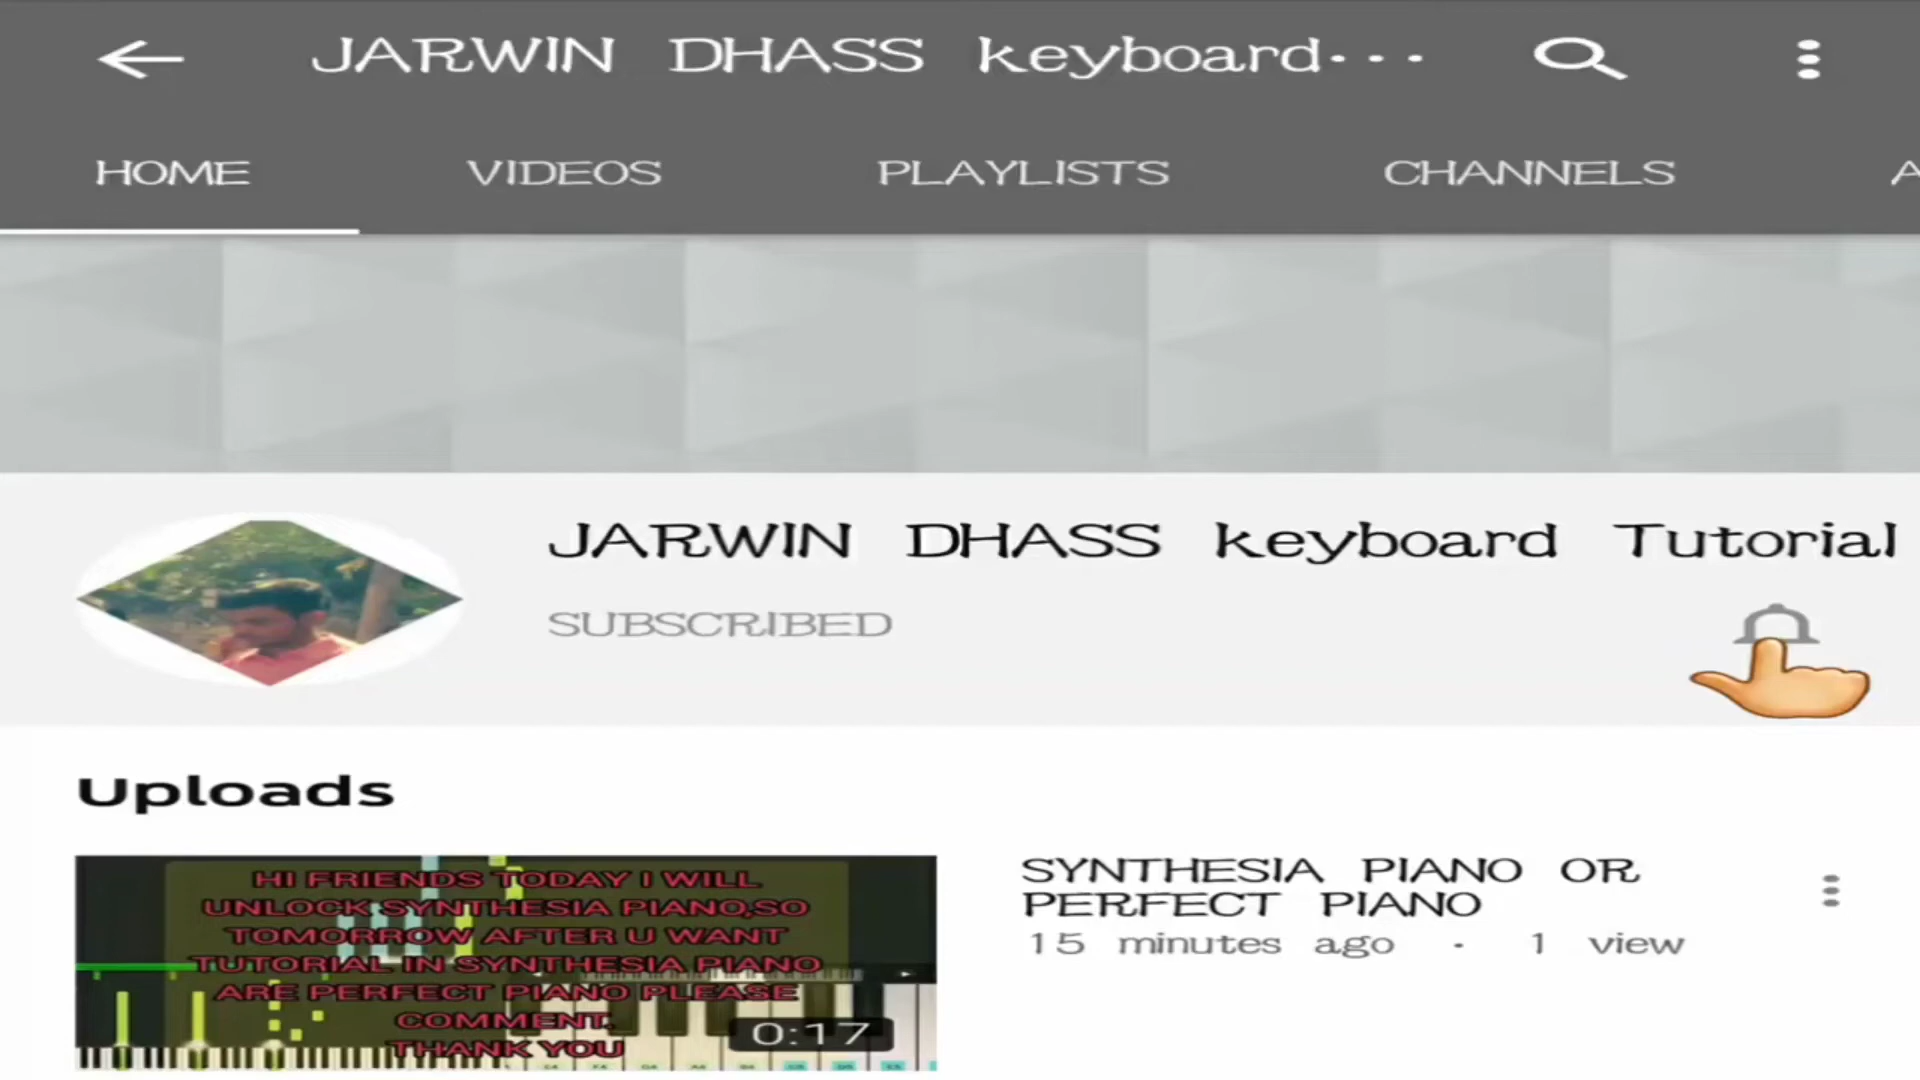 JARWIN DHASS keyboard...
HOME VIDEOS PLAYLISTS CHANNELS A
JARWIN DHASS keyboard Tutorial
SUBSCRIBED
Uploads
HI FRIENDS TODAY I WILL
UNLOCK SYNTHESIA PIANO,SO
TOMORROW AFTER U WANT
TUTORIAL IN SYNTHESIA PIANO
ARE PERFECT PIANO PLEASE
COMMENT.
THANK YOU
0:17
SYNTHESIA PIANO OR
PERFECT PIANO
15 minutes ago · 1 view